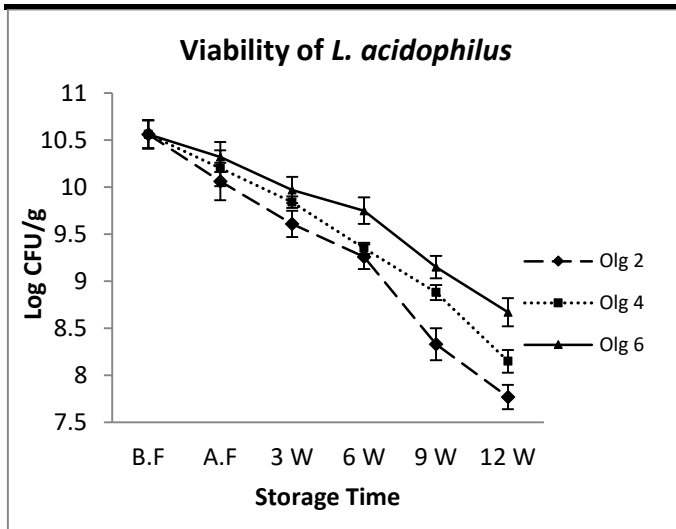 Viability of L. acidophilus
Log CFU/g
11
10.5
10
9.5
9
8.5
8
7.5
B.F A.F 3 W 6 W 9 W 12 W
Storage Time
Olg 2
Olg 4
Olg 6